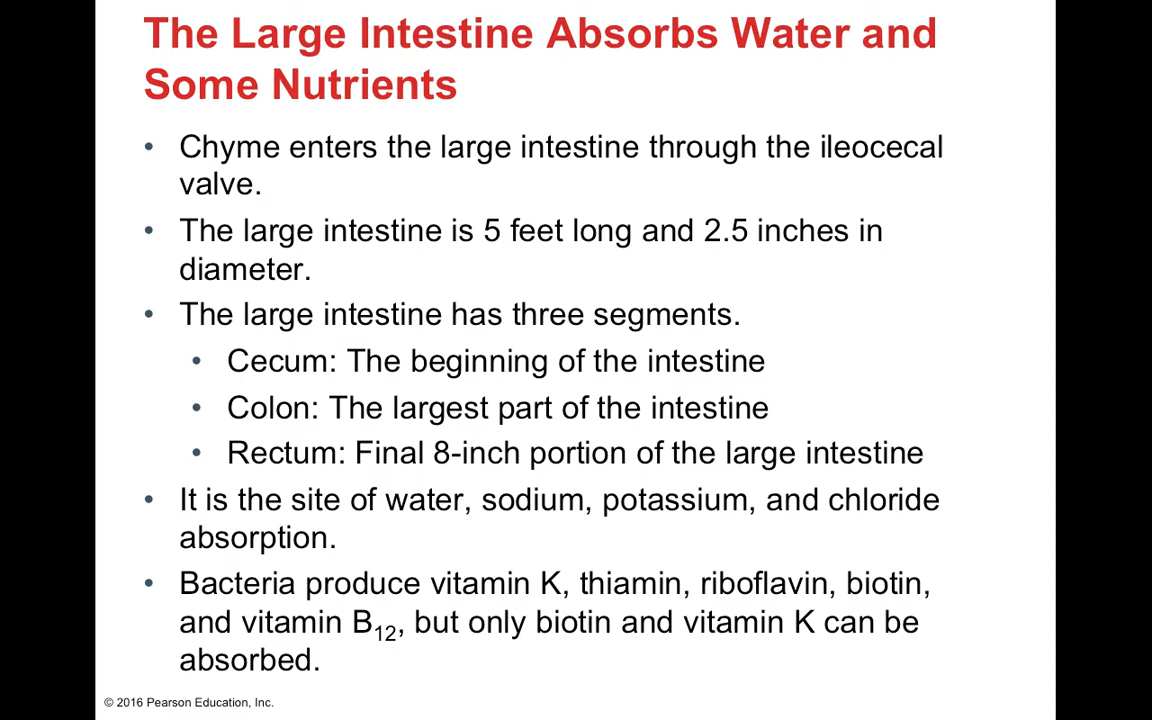 The Large Intestine Absorbs Water and
Some Nutrients
• Chyme enters the large intestine through the ileocecal
valve.
• The large intestine is 5 feet long and 2.5 inches in
diameter.
• The large intestine has three segments.
• Cecum: The beginning of the intestine
• Colon: The largest part of the intestine
• Rectum: Final 8-inch portion of the large intestine
• It is the site of water, sodium, potassium, and chloride
absorption.
• Bacteria produce vitamin K, thiamin, riboflavin, biotin,
and vitamin B₁₂, but only biotin and vitamin K can be
absorbed.
© 2016 Pearson Education, Inc.